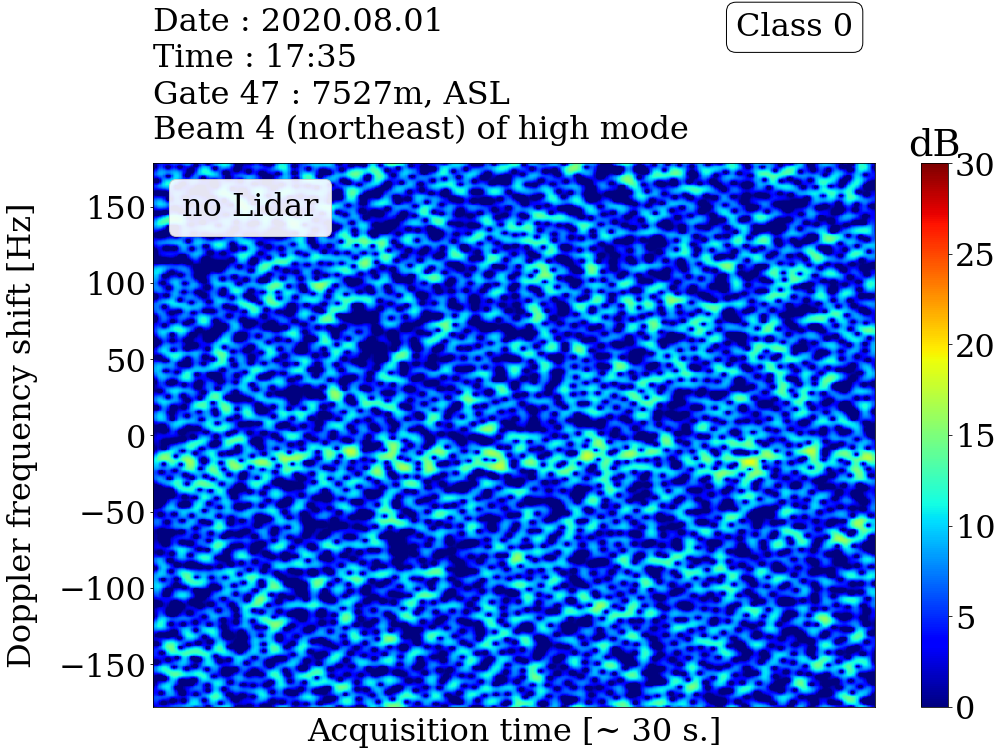 Date : 2020.08.01
Time : 17:35
Gate 47 : 7527m, ASL
Beam 4 (northeast) of high mode
Class 0
dB
no Lidar
Doppler frequency shift [Hz]
150
100
50
0
−50
−100
−150
30
25
20
15
10
5
0
Acquisition time [~ 30 s.]